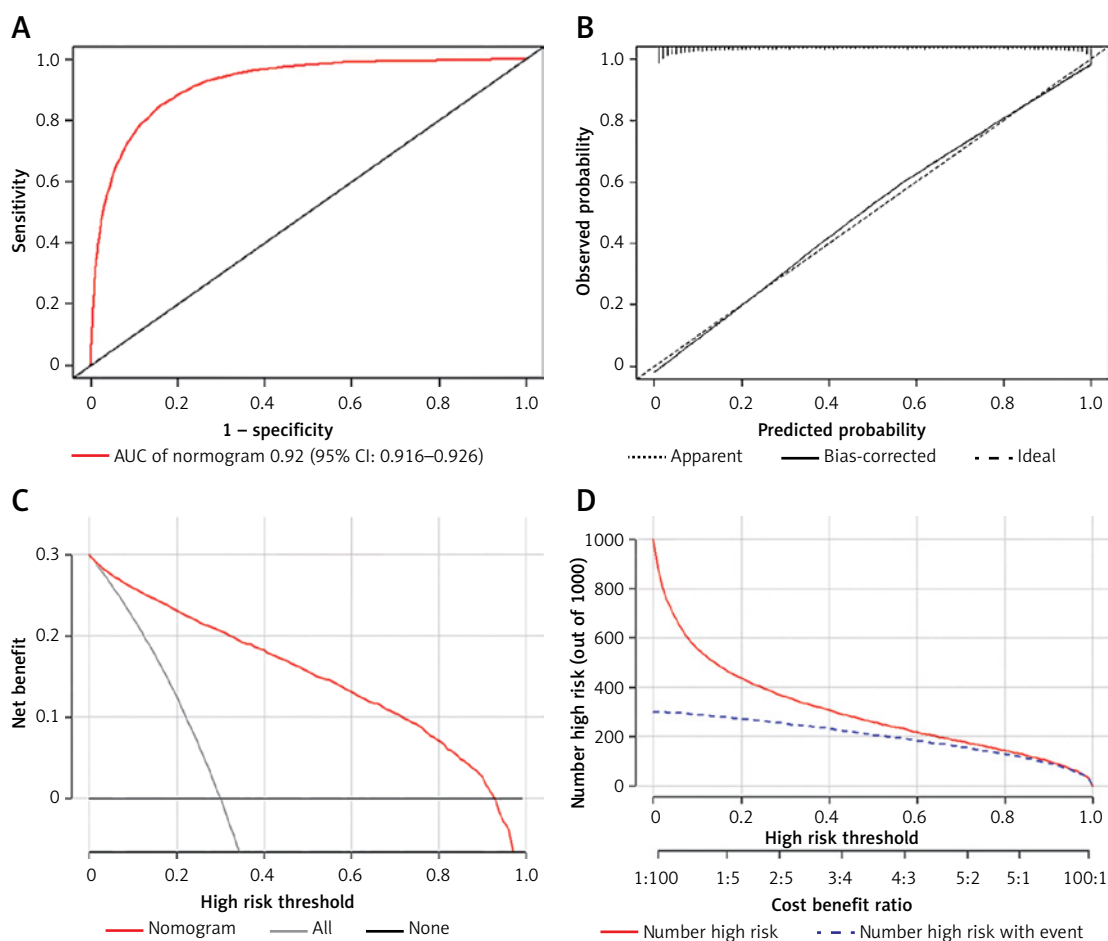 A
Sensitivity
1.0
0.8
0.6
0.4
0.2
0
0 0.2 0.4 0.6 0.8 1.0
1 – specificity
AUC of normogram 0.92 (95% CI: 0.916–0.926)
B
Observed probability
1.0
0.8
0.6
0.4
0.2
0
0 0.2 0.4 0.6 0.8 1.0
Predicted probability
Apparent Bias-corrected Ideal
C
Net benefit
0.3
0.2
0.1
0
0 0.2 0.4 0.6 0.8 1.0
High risk threshold
Nomogram All None
D
Number high risk (out of 1000)
1000
800
600
400
200
0
0 0.2 0.4 0.6 0.8 1.0
High risk threshold
1:100 1:5 2:5 3:4 4:3 5:2 5:1 100:1
Cost benefit ratio
Number high risk Number high risk with event